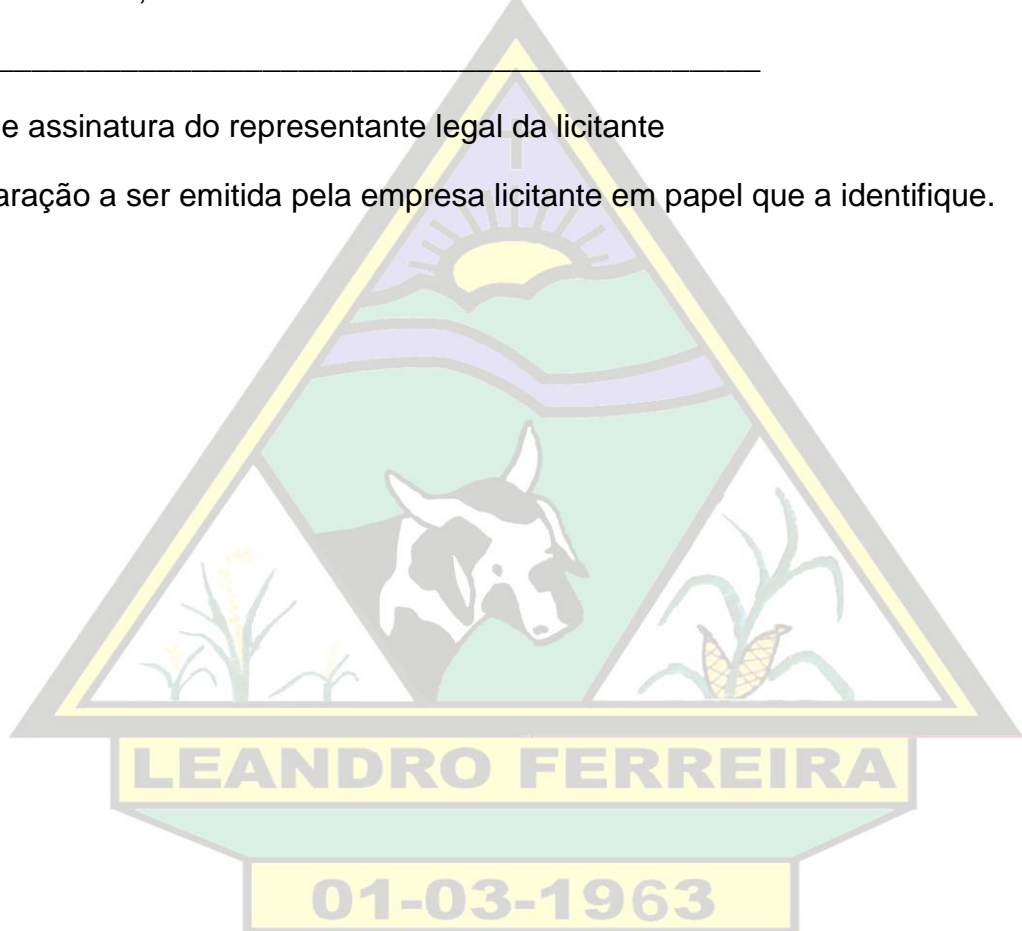 e assinatura do representante legal da licitante
aração a ser emitida pela empresa licitante em papel que a identifique.
LEANDRO FERREIRA
01-03-1963